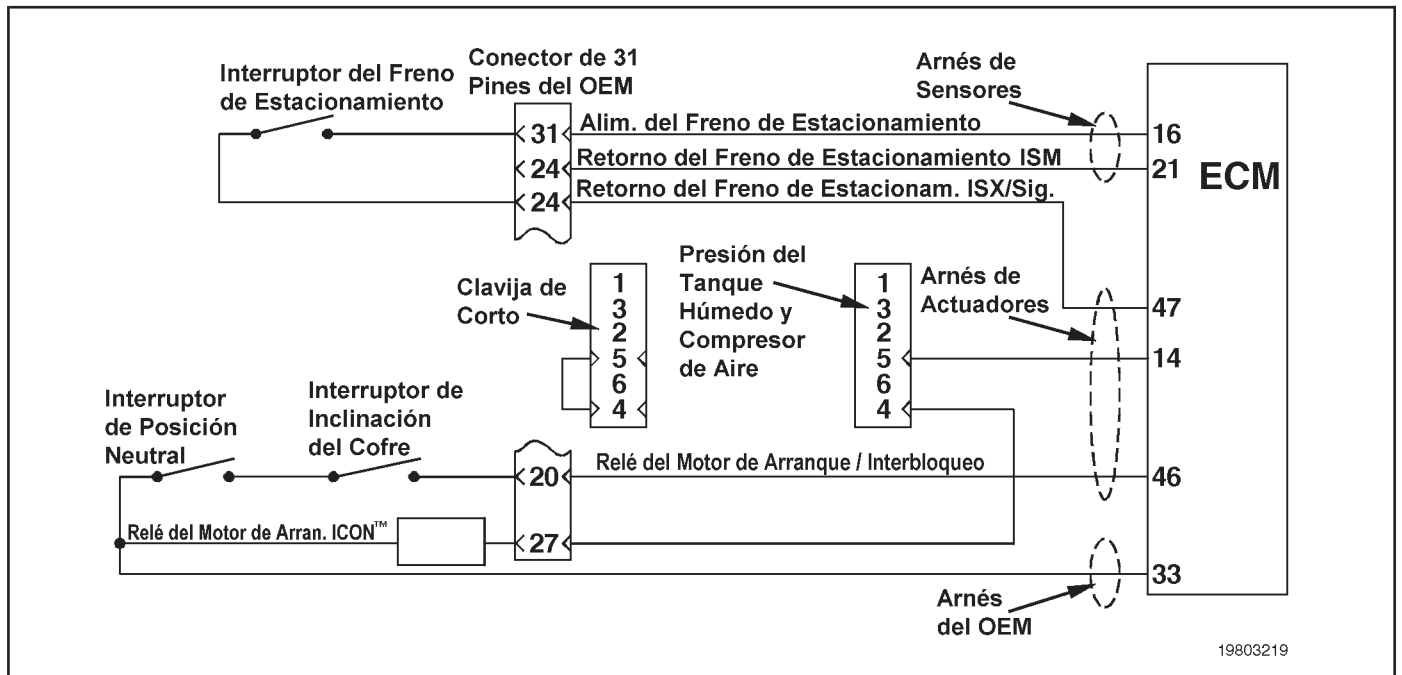 Interruptor del Freno
de Estacionamiento
Conector de 31
Pines del OEM
Arnés de
Sensores
31
Alim. del Freno de Estacionamiento
16
24
Retorno del Freno de Estacionamiento ISM
21
ECM
24
Retorno del Freno de Estacionam. ISX/Sig.
47
Clavija de
Corto
1
3
2
5
6
4
Presión del
Tanque
Húmedo y
Compresor
de Aire
1
3
2
5
6
4
Arnés de
Actuadores
14
Interruptor
de Posición
Neutral
Interruptor de
Inclinación
del Cofre
20
Relé del Motor de Arranque / Interbloqueo
46
Relé del Motor de Arran. ICON™
27
33
Arnés
del OEM
19803219